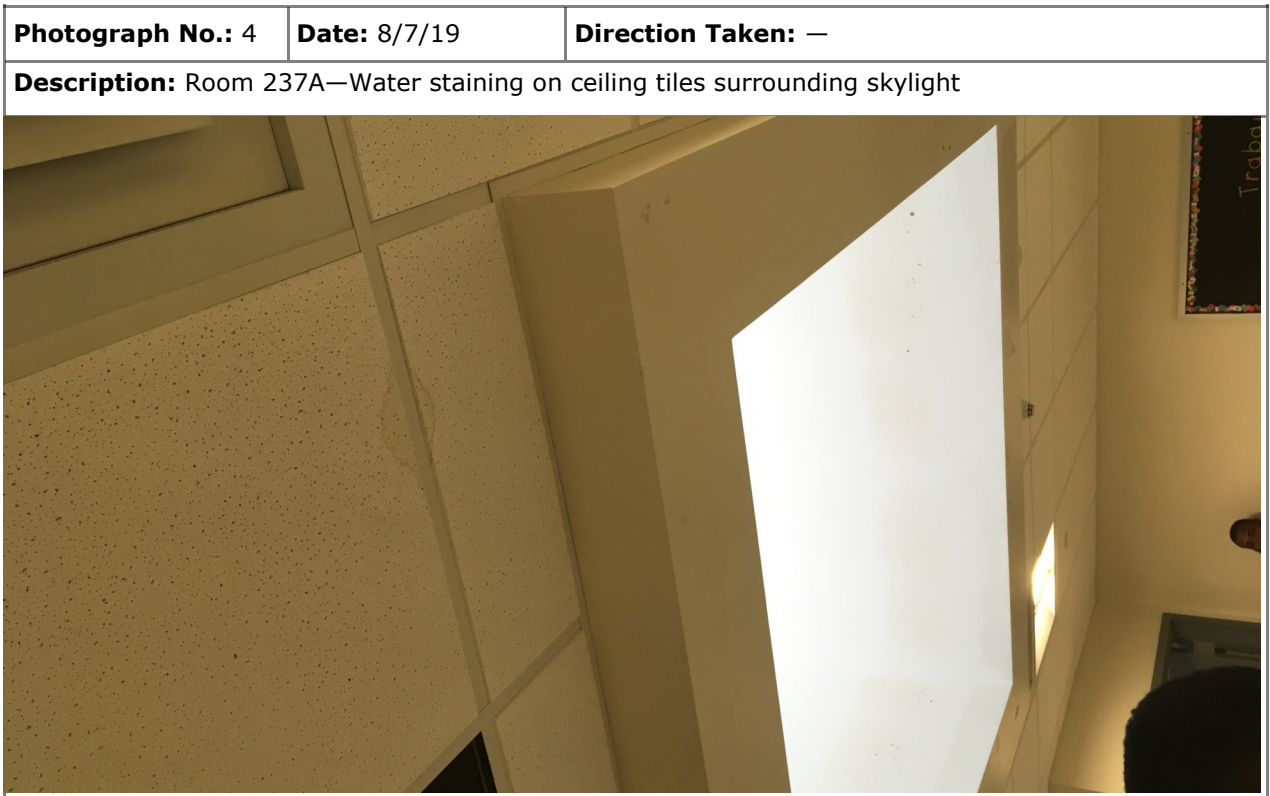 Photograph No.: 4 Date: 8/7/19 Direction Taken: —
Description: Room 237A—Water staining on ceiling tiles surrounding skylight